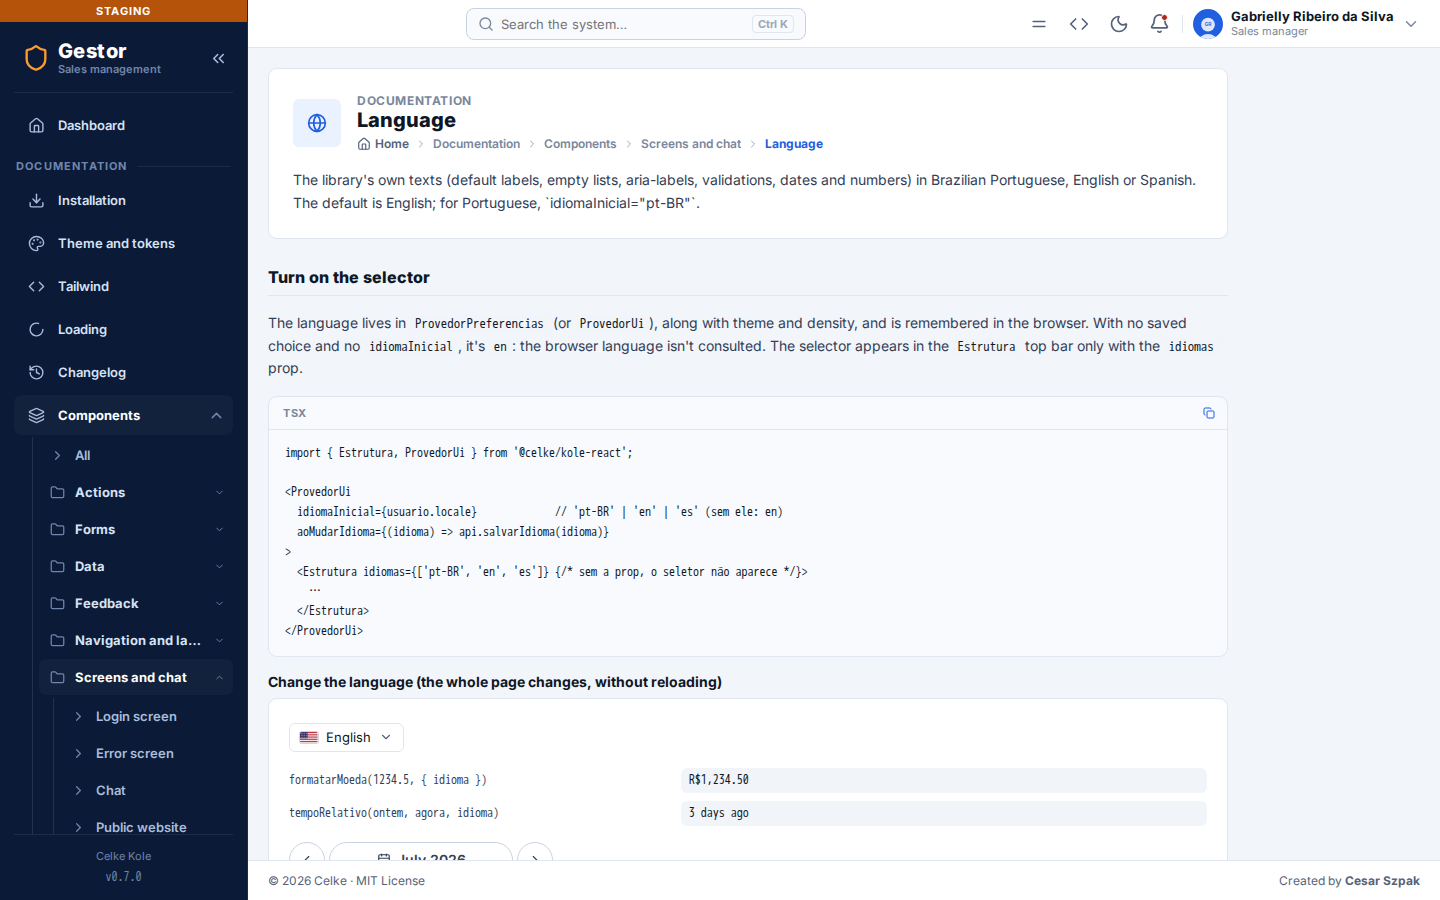 STAGING
Gestor
Sales management
Dashboard
DOCUMENTATION
Installation
Theme and tokens
Tailwind
Loading
Changelog
Components
All
Actions
Forms
Data
Feedback
Navigation and la...
Screens and chat
Login screen
Error screen
Chat
Public website
Celke Kole
v0.7.0
Search the system...
Ctrl K
GR
Gabrielly Ribeiro da Silva
Sales manager
DOCUMENTATION
Language
Home
Documentation
Components
Screens and chat
Language
The library's own texts (default labels, empty lists, aria-labels, validations, dates and numbers) in Brazilian Portuguese, English or Spanish.
The default is English; for Portuguese, `idiomaInicial="pt-BR"`.
Turn on the selector
The language lives in ProvedorPreferencias (or ProvedorUi), along with theme and density, and is remembered in the browser. With no saved
choice and no idiomaInicial, it's en: the browser language isn't consulted. The selector appears in the Estrutura top bar only with the idiomas
prop.
TSX
import { Estrutura, ProvedorUi } from '@celke/kole-react';
<ProvedorUi
idiomaInicial={usuario.locale} // 'pt-BR' | 'en' | 'es' (sem ele: en)
aoMudarIdioma={(idioma) => api.salvarIdioma(idioma)}
>
<Estrutura idiomas={['pt-BR', 'en', 'es']} {/* sem a prop, o seletor não aparece */}>
...
</Estrutura>
</ProvedorUi>
Change the language (the whole page changes, without reloading)
English
formatarMoeda(1234.5, { idioma })
R$1,234.50
tempoRelativo(ontem, agora, idioma)
3 days ago
July 2026
© 2026 Celke · MIT License
Created by Cesar Szpak